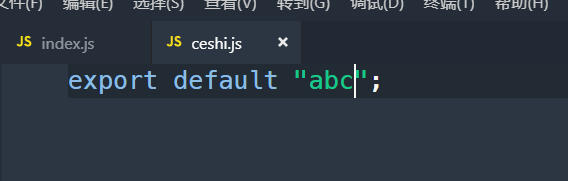 文件(F) 编辑(E) 选择(S) 查看(V) 转到(G) 调试(D) 终端(T) 帮助(H)
JS index.js JS ceshi.js ×
export default "abc";